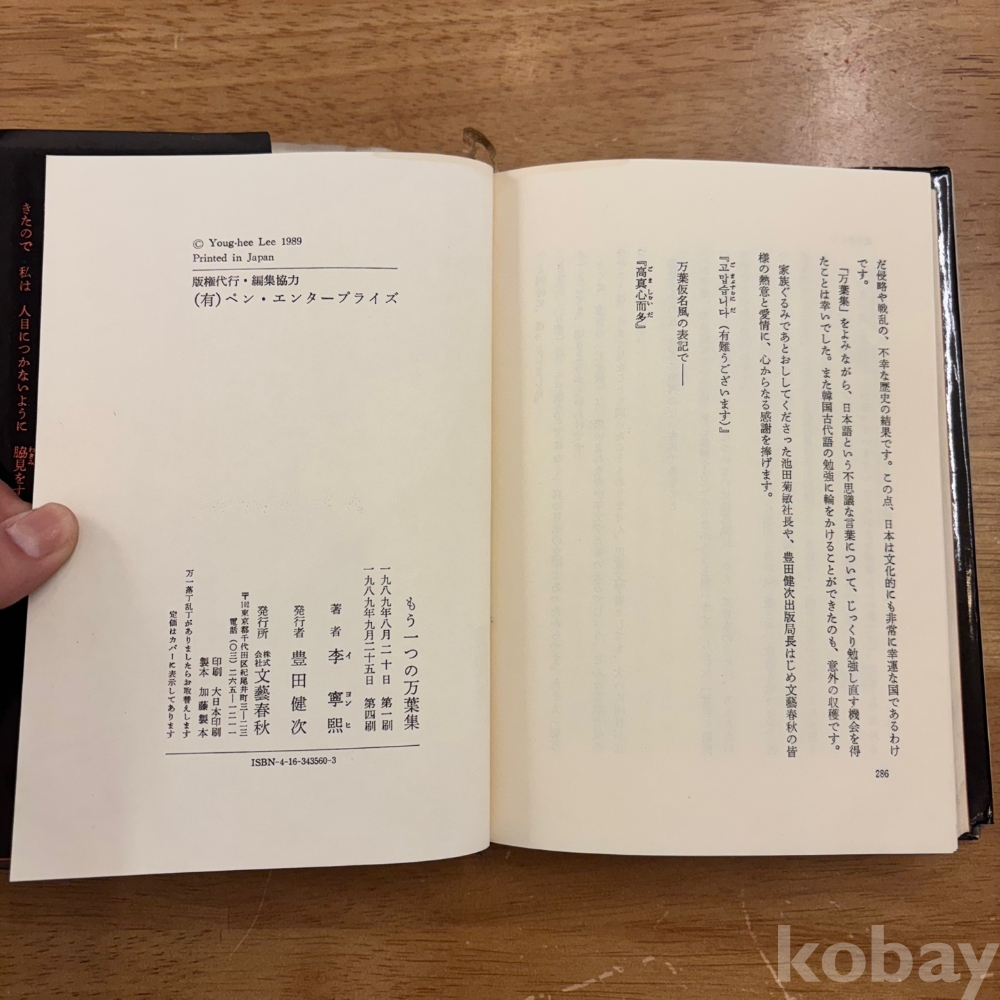 だ侵略や戦乱の、不幸な歴史の結果です。この点、日本は文化的にも非常に幸運な国であるわけ
です。
『万葉集』をよみながら、日本語という不思議な言葉について、じっくり勉強し直す機会を得
たことは幸いでした。また韓国古代語の勉強に輪をかけることができたのも、意外の収穫です。
家族ぐるみであとおししてくださった池田菊敏社長や、豊田健次出版局長はじめ文藝春秋の皆
様の熱意と愛情に、心からなる感謝を捧げます。
『고맙습니다(有難うございます)』
万葉仮名風の表記で——
『高真心而多』
286
© Youg-hee Lee 1989
Printed in Japan
版権代行・編集協力
(有)ペン・エンタープライズ
もう一つの万葉集
一九八九年八月二十日 第一刷
一九八九年九月二十五日 第四刷
著者 李寧熙
イ ヨン ヒ
発行者 豊田健次
発行所 株式会社文藝春秋
〒102東京都千代田区紀尾井町三—二三
電話(〇三)二六五—一二一一
印刷 大日本印刷
製本 加藤製本
万一落丁乱丁がありましたらお取替えします
定価はカバーに表示してあります
ISBN-4-16-343560-3
きたので 私は 人目につかないように 脇見をす
わきみ
kobay